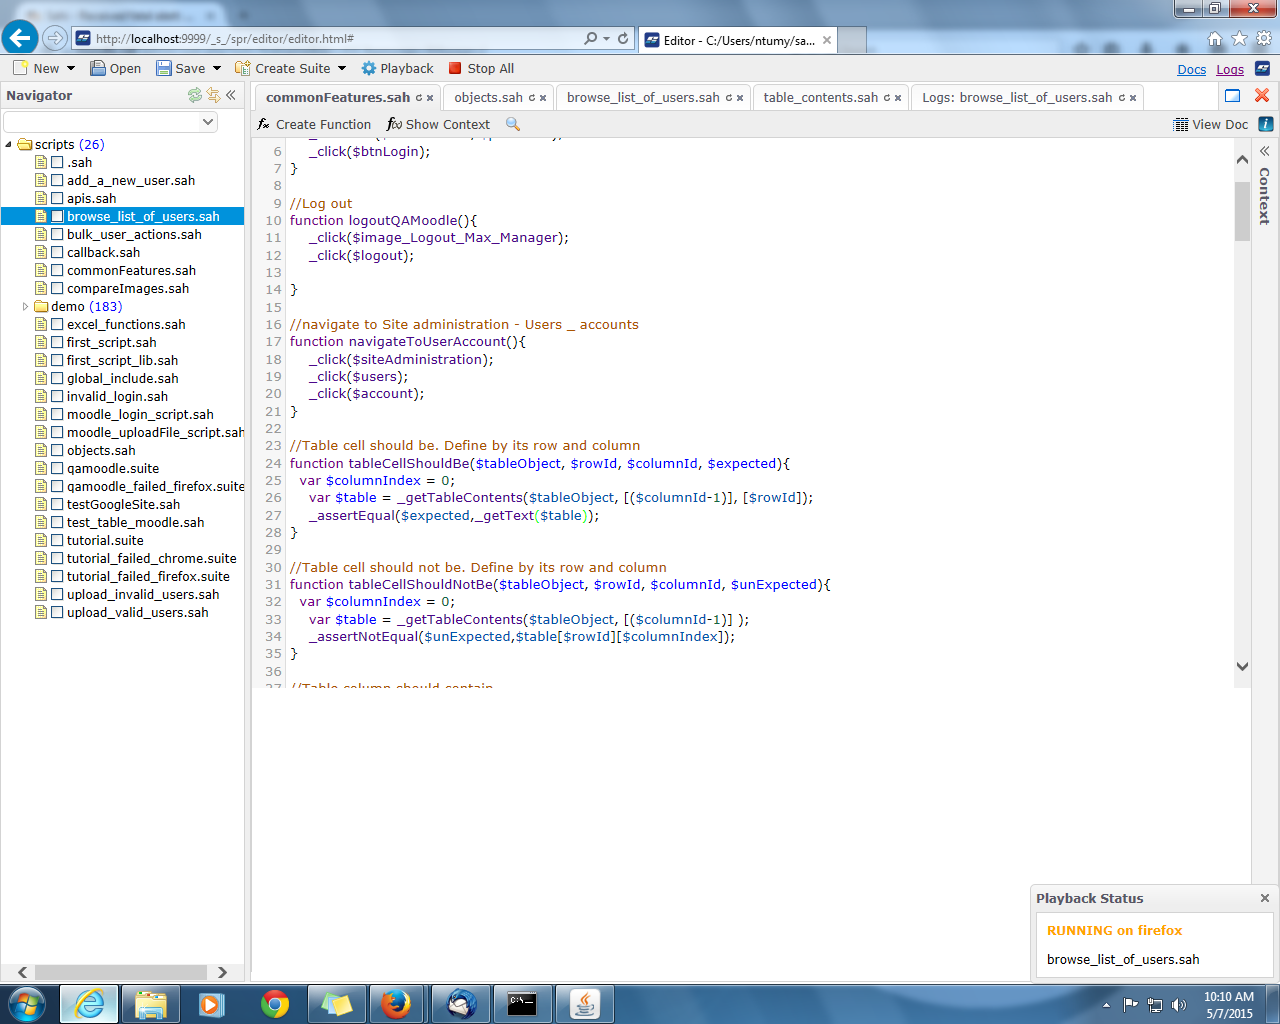 http://localhost:9999/_s_/spr/editor/editor.html#
Editor - C:/Users/ntumy/sa...
New
Open
Save
Create Suite
Playback
Stop All
Docs
Logs
Navigator
commonFeatures.sah
objects.sah
browse_list_of_users.sah
table_contents.sah
Logs: browse_list_of_users.sah
Create Function
Show Context
View Doc
scripts (26)
.sah
add_a_new_user.sah
apis.sah
browse_list_of_users.sah
bulk_user_actions.sah
callback.sah
commonFeatures.sah
compareImages.sah
demo (183)
excel_functions.sah
first_script.sah
first_script_lib.sah
global_include.sah
invalid_login.sah
moodle_login_script.sah
moodle_uploadFile_script.sah
objects.sah
qamoodle.suite
qamoodle_failed_firefox.suite
testGoogleSite.sah
test_table_moodle.sah
tutorial.suite
tutorial_failed_chrome.suite
tutorial_failed_firefox.suite
upload_invalid_users.sah
upload_valid_users.sah
6 _click($btnLogin);
7 }
8
9 //Log out
10 function logoutQAMoodle(){
11 _click($image_Logout_Max_Manager);
12 _click($logout);
13
14 }
15
16 //navigate to Site administration - Users _ accounts
17 function navigateToUserAccount(){
18 _click($siteAdministration);
19 _click($users);
20 _click($account);
21 }
22
23 //Table cell should be. Define by its row and column
24 function tableCellShouldBe($tableObject, $rowId, $columnId, $expected){
25 var $columnIndex = 0;
26 var $table = _getTableContents($tableObject, [($columnId-1)], [$rowId]);
27 _assertEqual($expected,_getText($table));
28 }
29
30 //Table cell should not be. Define by its row and column
31 function tableCellShouldNotBe($tableObject, $rowId, $columnId, $unExpected){
32 var $columnIndex = 0;
33 var $table = _getTableContents($tableObject, [($columnId-1)] );
34 _assertNotEqual($unExpected,$table[$rowId][$columnIndex]);
35 }
36
37 //Table column should contain
Context
Playback Status
RUNNING on firefox
browse_list_of_users.sah
10:10 AM
5/7/2015